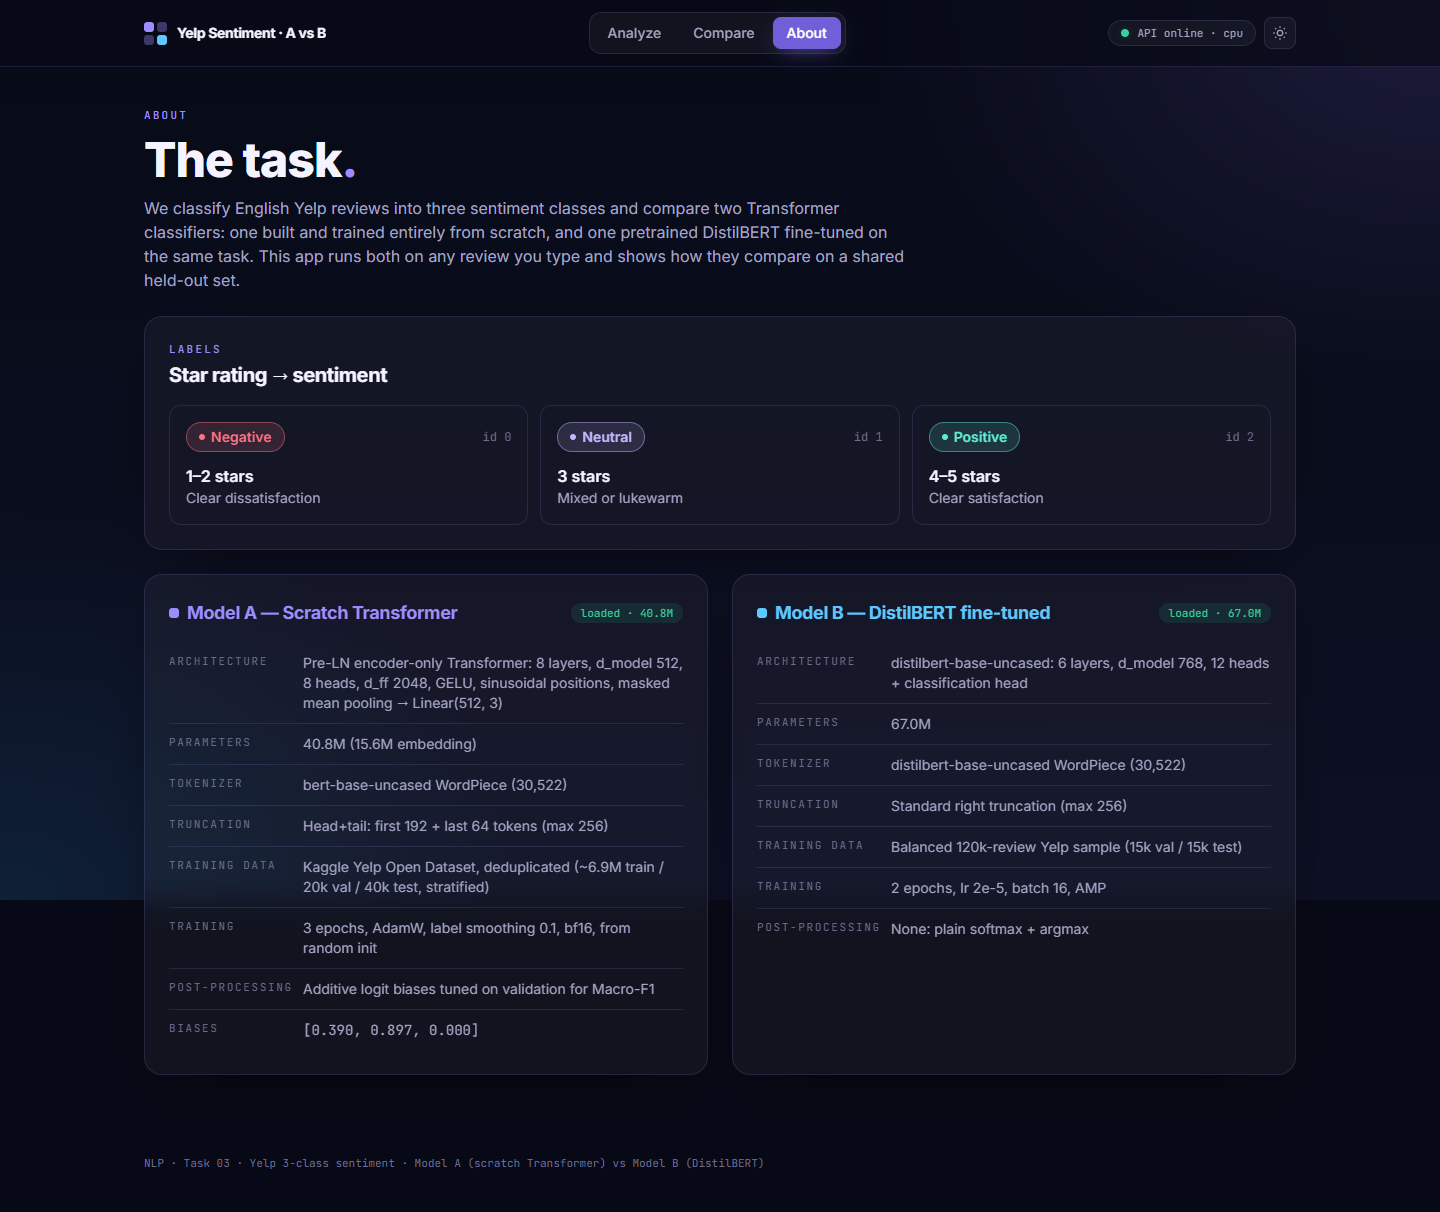 Yelp Sentiment · A vs B
Analyze
Compare
About
API online · cpu
ABOUT
The task.
We classify English Yelp reviews into three sentiment classes and compare two Transformer
classifiers: one built and trained entirely from scratch, and one pretrained DistilBERT fine-tuned on
the same task. This app runs both on any review you type and shows how they compare on a shared
held-out set.
LABELS
Star rating → sentiment
Negative
id 0
1–2 stars
Clear dissatisfaction
Neutral
id 1
3 stars
Mixed or lukewarm
Positive
id 2
4–5 stars
Clear satisfaction
Model A — Scratch Transformer
loaded · 40.8M
ARCHITECTURE
Pre-LN encoder-only Transformer: 8 layers, d_model 512,
8 heads, d_ff 2048, GELU, sinusoidal positions, masked
mean pooling → Linear(512, 3)
PARAMETERS
40.8M (15.6M embedding)
TOKENIZER
bert-base-uncased WordPiece (30,522)
TRUNCATION
Head+tail: first 192 + last 64 tokens (max 256)
TRAINING DATA
Kaggle Yelp Open Dataset, deduplicated (~6.9M train /
20k val / 40k test, stratified)
TRAINING
3 epochs, AdamW, label smoothing 0.1, bf16, from
random init
POST-PROCESSING
Additive logit biases tuned on validation for Macro-F1
BIASES
[0.390, 0.897, 0.000]
Model B — DistilBERT fine-tuned
loaded · 67.0M
ARCHITECTURE
distilbert-base-uncased: 6 layers, d_model 768, 12 heads
+ classification head
PARAMETERS
67.0M
TOKENIZER
distilbert-base-uncased WordPiece (30,522)
TRUNCATION
Standard right truncation (max 256)
TRAINING DATA
Balanced 120k-review Yelp sample (15k val / 15k test)
TRAINING
2 epochs, lr 2e-5, batch 16, AMP
POST-PROCESSING
None: plain softmax + argmax
NLP · Task 03 · Yelp 3-class sentiment · Model A (scratch Transformer) vs Model B (DistilBERT)